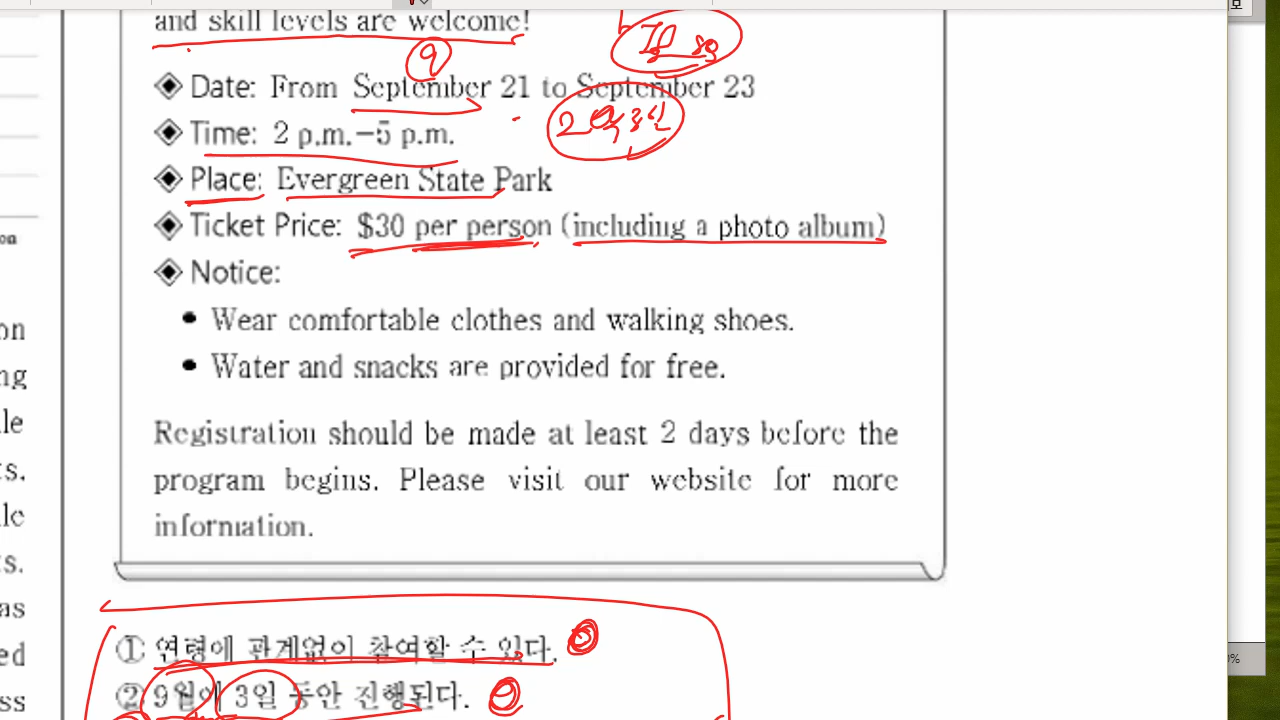 and skill levels are welcome!
9
◈ Date: From September 21 to September 23
◈ Time: 2 p.m.–5 p.m.
◈ Place: Evergreen State Park
◈ Ticket Price: $30 per person (including a photo album)
◈ Notice:
● Wear comfortable clothes and walking shoes.
● Water and snacks are provided for free.
Registration should be made at least 2 days before the
program begins. Please visit our website for more
information.
① 연령에 관계없이 참여할 수 있다.
② 9월에 3일 동안 진행된다.